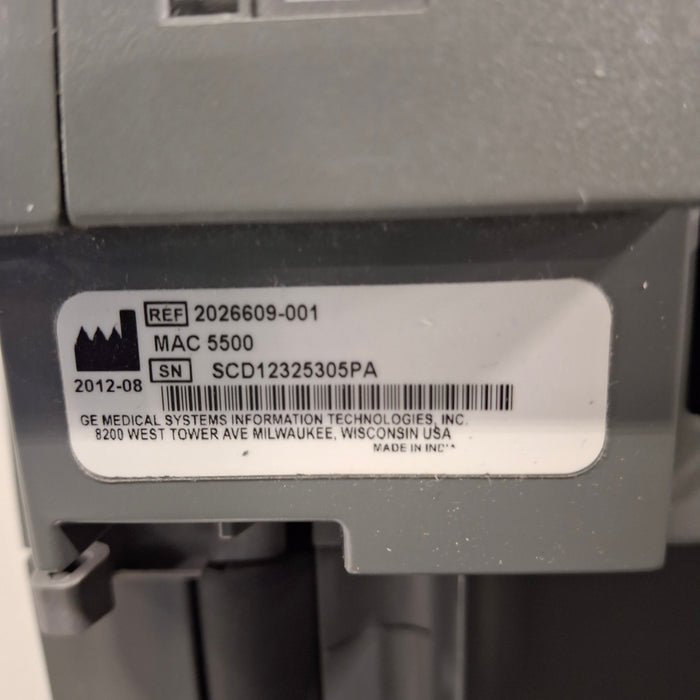 REF 2026609-001
MAC 5500
SN SCD12325305PA
2012-08
GE MEDICAL SYSTEMS INFORMATION TECHNOLOGIES, INC.
8200 WEST TOWER AVE MILWAUKEE, WISCONSIN USA
MADE IN